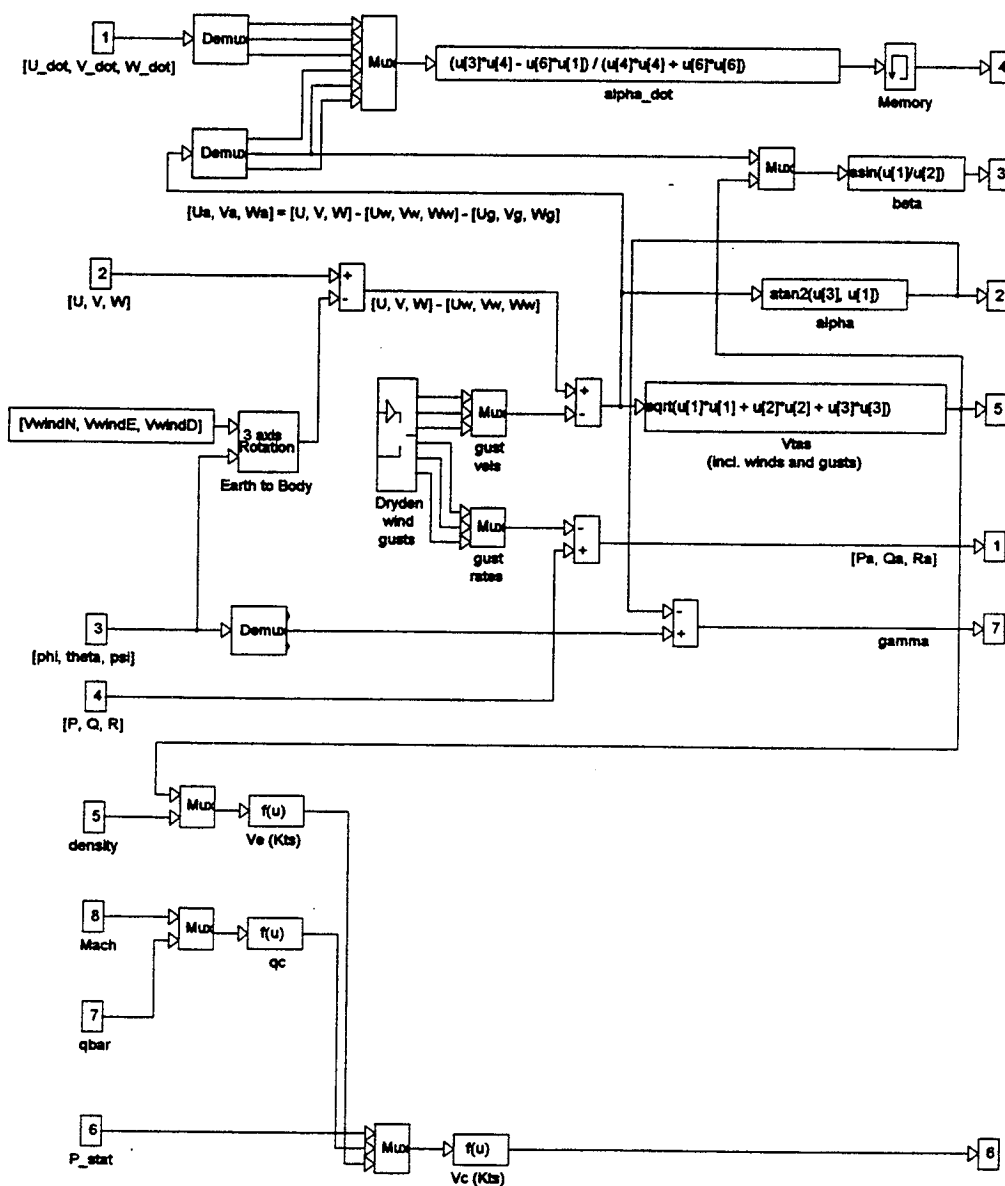 1
Demux
[U_dot, V_dot, W_dot]
Mux
(u[3]*u[4] - u[6]*u[1]) / (u[4]*u[4] + u[6]*u[6])
alpha_dot
Memory
4
Demux
Mux
asin(u[1]/u[2])
beta
3
[Ua, Va, Wa] = [U, V, W] - [Uw, Vw, Ww] - [Ug, Vg, Wg]
2
[U, V, W]
+
-
[U, V, W] - [Uw, Vw, Ww]
atan2(u[3], u[1])
alpha
2
[VwindN, VwindE, VwindD]
3 axis
Rotation
Earth to Body
Mux
gust
vels
+
-
sqrt(u[1]*u[1] + u[2]*u[2] + u[3]*u[3])
Vtas
(incl. winds and gusts)
5
Dryden
wind
gusts
Mux
gust
rates
-
+
[Pa, Qa, Ra]
1
3
[phi, theta, psi]
Demux
-
+
gamma
7
4
[P, Q, R]
5
density
Mux
f(u)
Ve (Kts)
8
Mach
Mux
f(u)
qc
7
qbar
6
P_stat
Mux
f(u)
Vc (Kts)
6